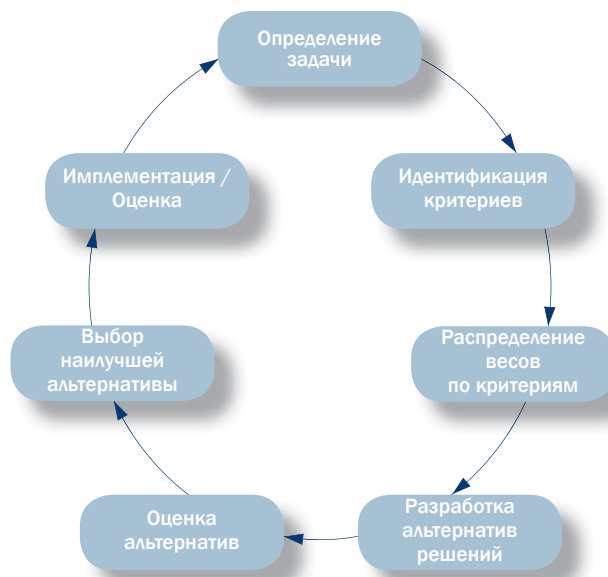 Определение
задачи
Идентификация
критериев
Распределение
весов
по критериям
Разработка
альтернатив
решений
Оценка
альтернатив
Выбор
наилучшей
альтернативы
Имплементация /
Оценка